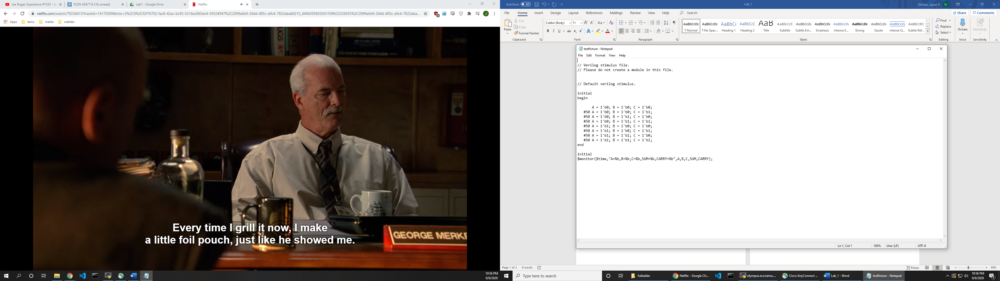 Joe Rogan Experience #1533 - A
ECEN 454/714 (16 unread)
Lab1 - Google Drive
Netflix
netflix.com/watch/70236413?trackId=14170289&tctx=2%2C0%2Cf2f76702-fac8-42ac-bc93-5216ec065dc4-59524947%2C2099a0e9-264d-405c-a9c4-7822aba68215_44963058X3XX1599623226055%2C2099a0e9-264d-405c-a9c4-7822aba...
Apps
tamu
media
webdev
Every time I grill it now, I make
a little foil pouch, just like he showed me.
GEORGE MERKE
10:56 PM
9/8/2020
AutoSave Off
Lab_1
Gilman, Jason A
GJ
File Home Insert Design Layout References Mailings Review View Help Search
Share
Comments
Paste
Cut
Copy
Format Painter
Clipboard
Calibri (Body)
11
Font
Paragraph
AaBbCcDc
¶ Normal
AaBbCcDc
¶ No Spac...
AaBbCc
Heading 1
AaBbCcD
Heading 2
AaB
Title
AaBbCcD
Subtitle
AaBbCcDc
Subtle Em...
AaBbCcDc
Emphasis
AaBbCcDc
Intense E...
AaBbCcDc
Strong
AaBbCcDc
Quote
AaBbCcDc
Intense Q...
AABBCCDC
Subtle Ref...
Styles
Find
Replace
Select
Editing
Dictate
Voice
Sensitivity
Sensitivity
testfixture - Notepad
File Edit Format View Help
// Verilog stimulus file.
// Please do not create a module in this file.
// Default verilog stimulus.
initial
begin
A = 1'b0; B = 1'b0; C = 1'b0;
#50 A = 1'b0; B = 1'b0; C = 1'b1;
#50 A = 1'b0; B = 1'b1; C = 1'b0;
#50 A = 1'b0; B = 1'b1; C = 1'b1;
#50 A = 1'b1; B = 1'b0; C = 1'b0;
#50 A = 1'b1; B = 1'b0; C = 1'b1;
#50 A = 1'b1; B = 1'b1; C = 1'b0;
#50 A = 1'b1; B = 1'b1; C = 1'b1;
end
initial
$monitor($time,"A=%b,B=%b,C=%b,SUM=%b,CARRY=%b",A,B,C,SUM,CARRY);
Ln 1, Col 1
100%
Unix (LF)
UTF-8
Page 1 of 2
6 words
Focus
80%
Type here to search
fulladder
Netflix - Google Ch...
olympus.ece.tamu....
Cisco AnyConnect ...
Lab_1 - Word
testfixture - Notepad
10:56 PM
9/8/2020